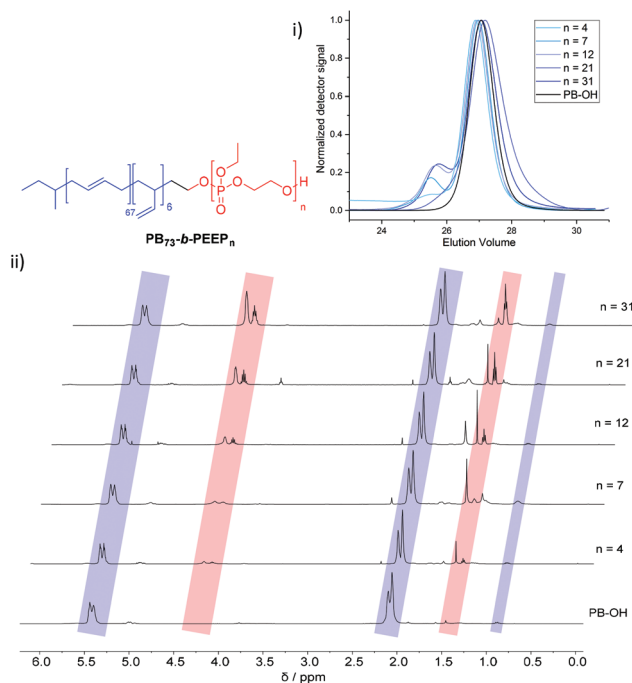 i)
Normalized detector signal
1.0
0.8
0.6
0.4
0.2
0.0
24
26
28
30
Elution Volume
n = 4
n = 7
n = 12
n = 21
n = 31
PB-OH
67
6
O
O
P
O
O
O
H
n
PB73-b-PEEPn
ii)
n = 31
n = 21
n = 12
n = 7
n = 4
PB-OH
6.0 5.5 5.0 4.5 4.0 3.5 3.0 2.5 2.0 1.5 1.0 0.5 0.0
δ / ppm